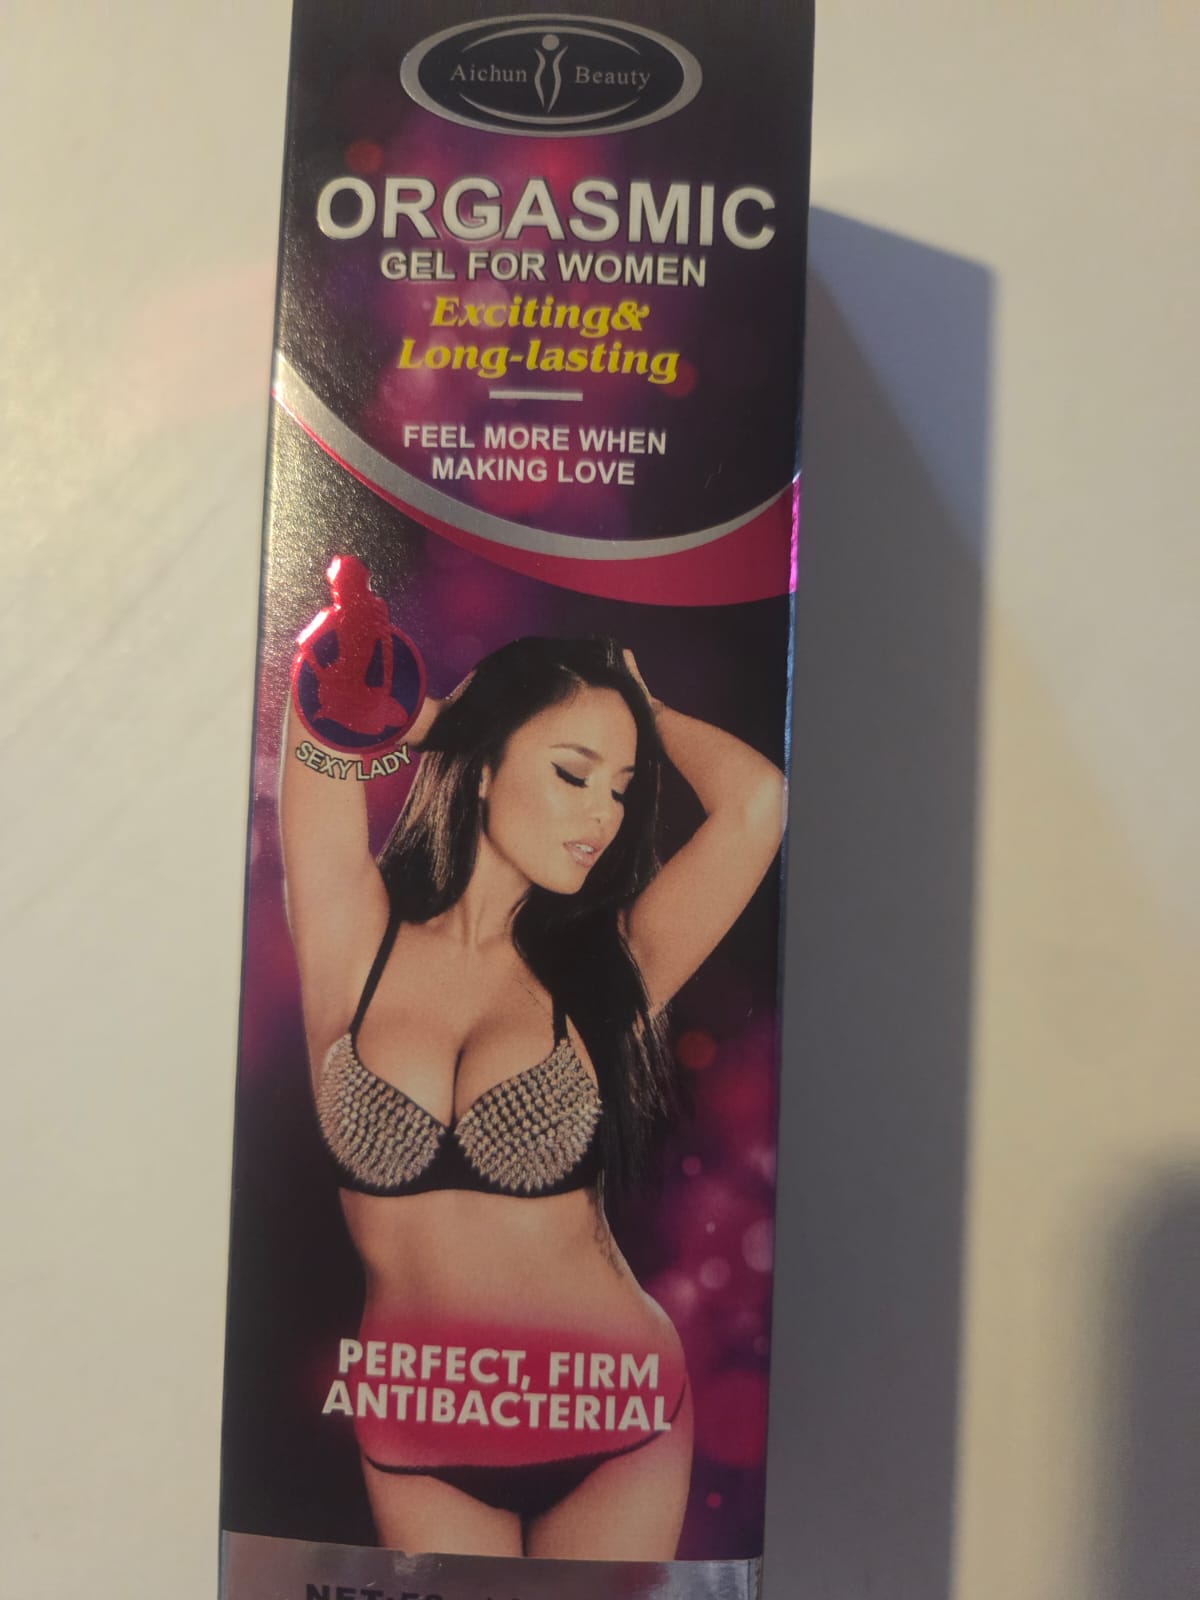 Aichun Beauty
ORGASMIC
GEL FOR WOMEN
Exciting&
Long-lasting
FEEL MORE WHEN
MAKING LOVE
SEXY LADY
PERFECT, FIRM
ANTIBACTERIAL